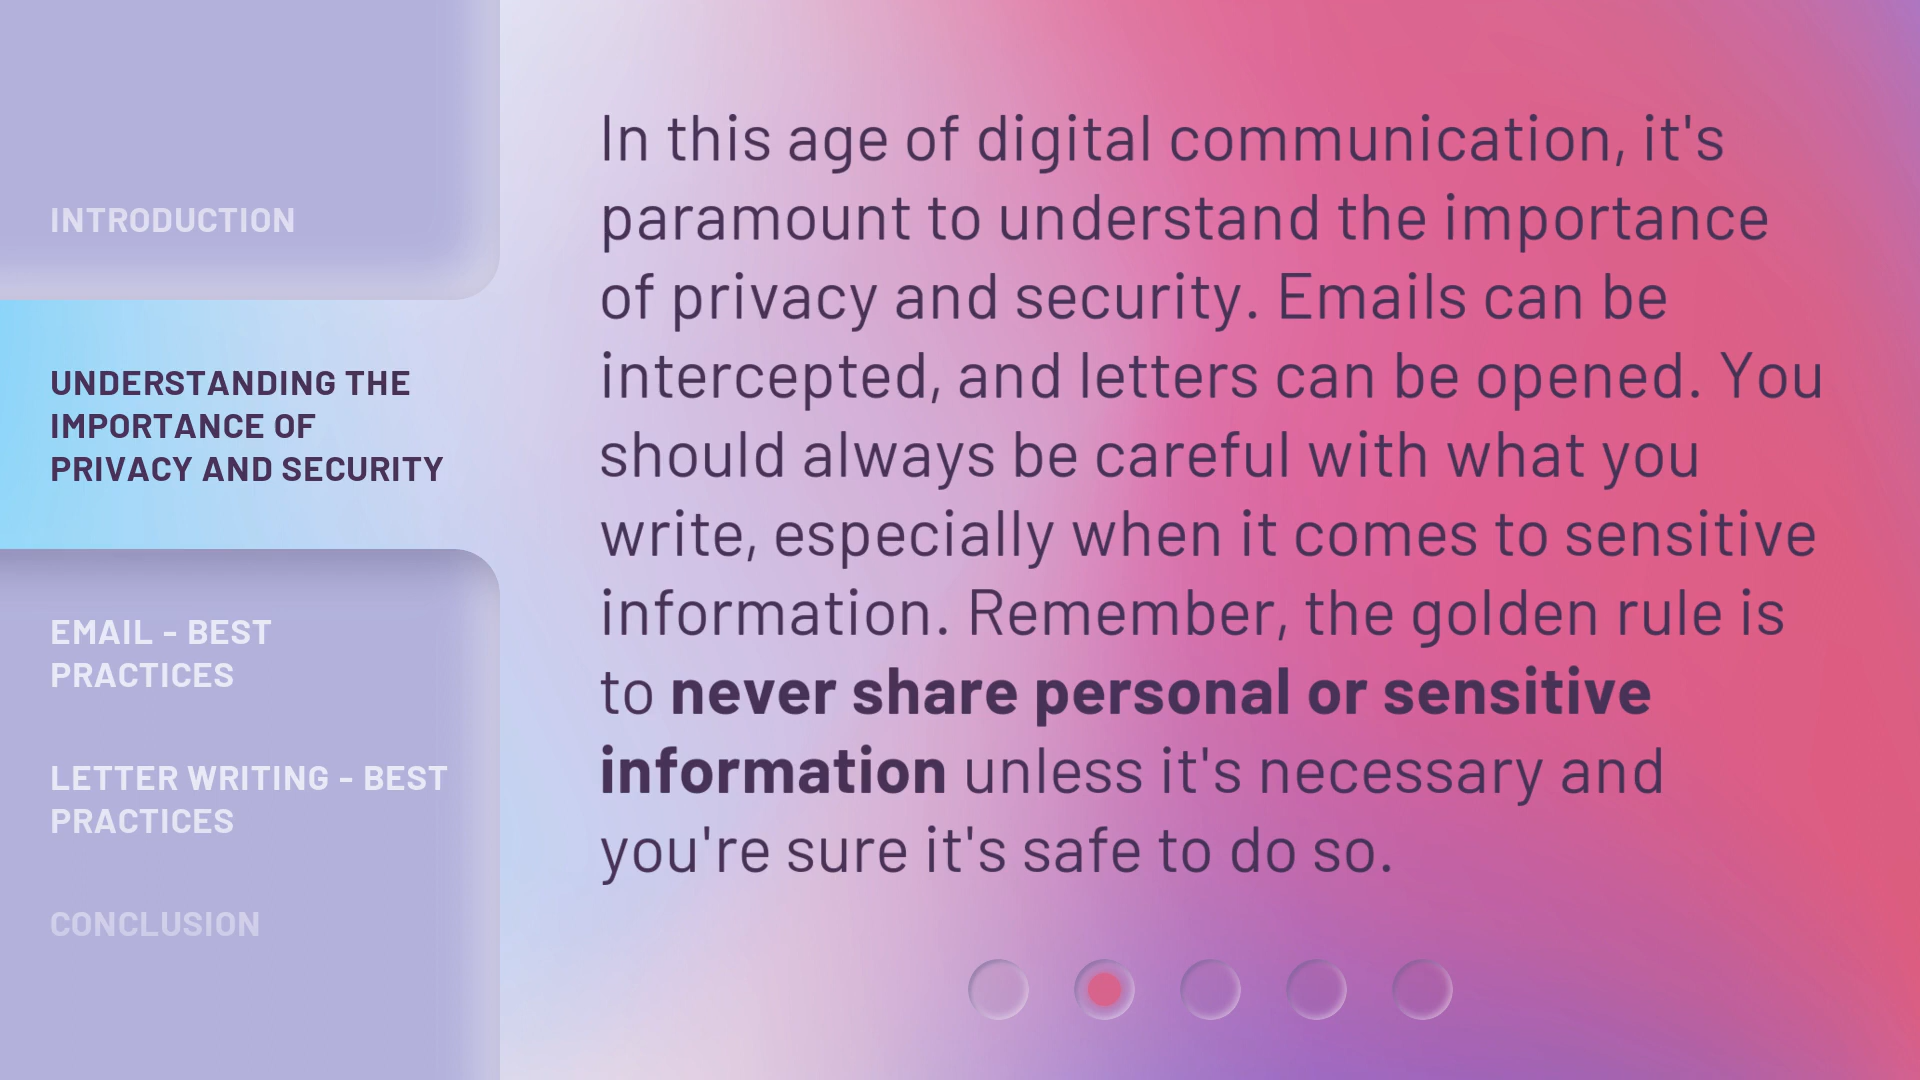 INTRODUCTION
UNDERSTANDING THE
IMPORTANCE OF
PRIVACY AND SECURITY
EMAIL - BEST
PRACTICES
LETTER WRITING - BEST
PRACTICES
CONCLUSION
In this age of digital communication, it's
paramount to understand the importance
of privacy and security. Emails can be
intercepted, and letters can be opened. You
should always be careful with what you
write, especially when it comes to sensitive
information. Remember, the golden rule is
to never share personal or sensitive
information unless it's necessary and
you're sure it's safe to do so.